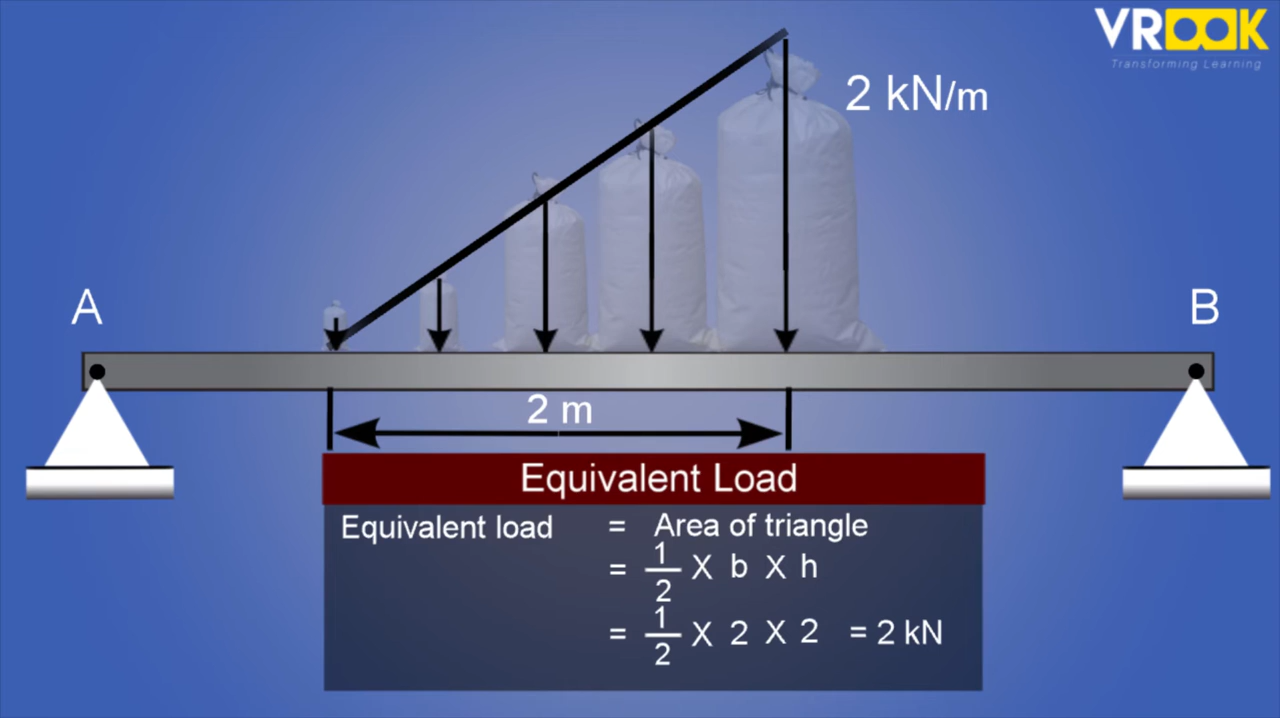 VROOK
Transforming Learning
2 kN/m
A
B
2 m
Equivalent Load
Equivalent load = Area of triangle
= 1/2 X b X h
= 1/2 X 2 X 2 = 2 kN